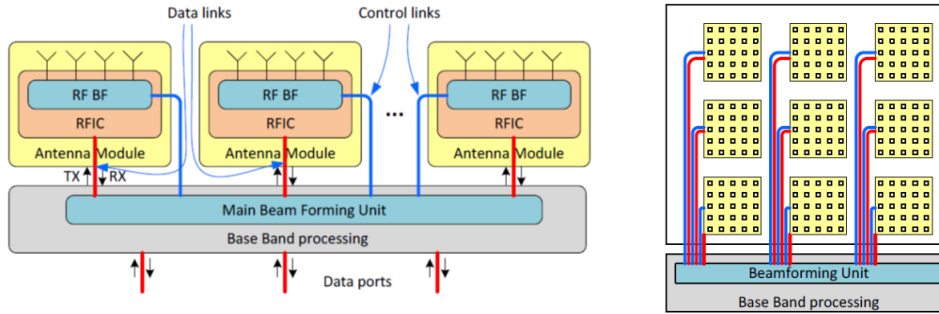 Data links
Control links
RF BF
RFIC
Antenna Module
RF BF
RFIC
Antenna Module
...
RF BF
RFIC
Antenna Module
TX
RX
Main Beam Forming Unit
Base Band processing
Data ports
Beamforming Unit
Base Band processing